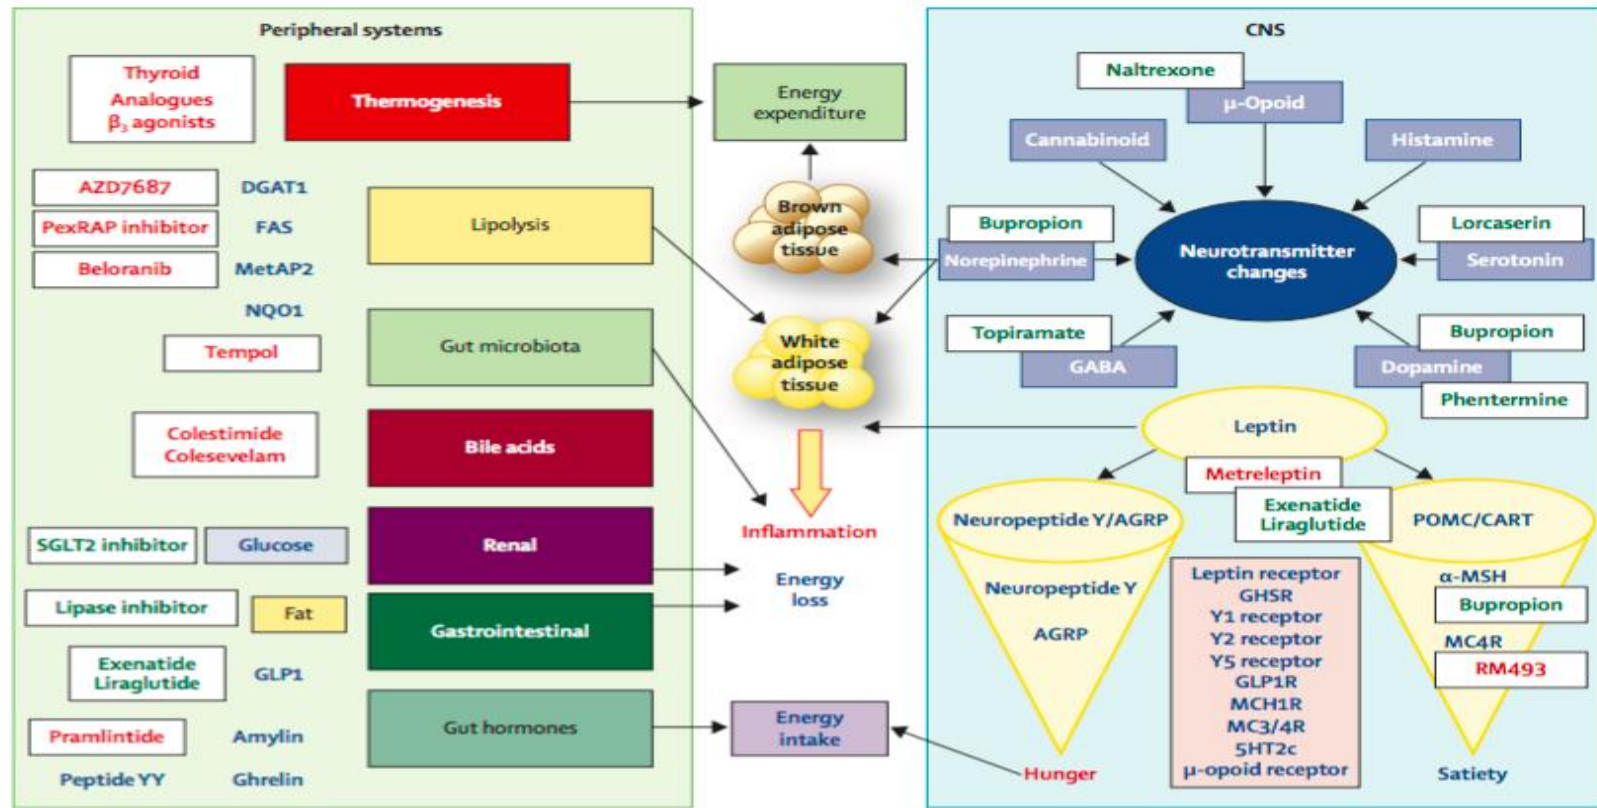 Peripheral systems
Thyroid
Analogues
β₃ agonists
Thermogenesis
AZD7687
DGAT1
PexRAP inhibitor
FAS
Beloranib
MetAP2
NQO1
Lipolysis
Tempol
Gut microbiota
Colestimide
Colesevelam
Bile acids
SGLT2 inhibitor
Glucose
Renal
Lipase inhibitor
Fat
Gastrointestinal
Exenatide
Liraglutide
GLP1
Pramlintide
Amylin
Peptide YY
Ghrelin
Gut hormones
Energy
expenditure
Brown
adipose
tissue
White
adipose
tissue
Inflammation
Energy
loss
Energy
intake
CNS
Naltrexone
μ-Opoid
Cannabinoid
Histamine
Bupropion
Norepinephrine
Neurotransmitter
changes
Lorcaserin
Serotonin
Topiramate
GABA
Bupropion
Dopamine
Phentermine
Leptin
Metreleptin
Exenatide
Liraglutide
Neuropeptide Y/AGRP
Neuropeptide Y
AGRP
Hunger
Leptin receptor
GHSR
Y1 receptor
Y2 receptor
Y5 receptor
GLP1R
MCH1R
MC3/4R
5HT2c
μ-opoid receptor
POMC/CART
α-MSH
Bupropion
MC4R
RM493
Satiety